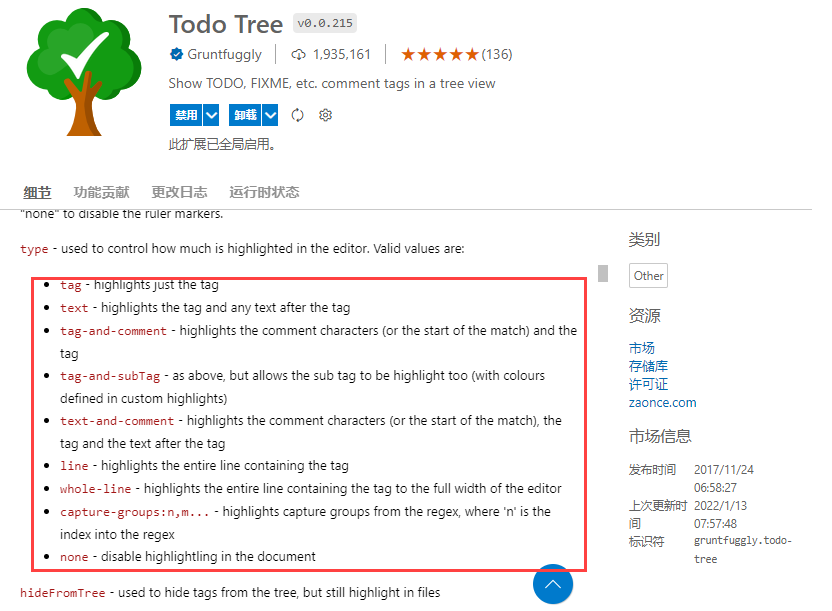 Todo Tree v0.0.215
Gruntfuggly 1,935,161 (136)
Show TODO, FIXME, etc. comment tags in a tree view
禁用 卸载
此扩展已全局启用。
细节 功能贡献 更改日志 运行时状态
"none" to disable the ruler markers.
type - used to control how much is highlighted in the editor. Valid values are:
tag - highlights just the tag
text - highlights the tag and any text after the tag
tag-and-comment - highlights the comment characters (or the start of the match) and the
tag
tag-and-subTag - as above, but allows the sub tag to be highlight too (with colours
defined in custom highlights)
text-and-comment - highlights the comment characters (or the start of the match), the
tag and the text after the tag
line - highlights the entire line containing the tag
whole-line - highlights the entire line containing the tag to the full width of the editor
capture-groups:n,m... - highlights capture groups from the regex, where 'n' is the
index into the regex
none - disable highlightling in the document
hideFromTree - used to hide tags from the tree, but still highlight in files
类别
Other
资源
市场
存储库
许可证
zaonce.com
市场信息
发布时间 2017/11/24
06:58:27
上次更新时 2022/1/13
间 07:57:48
标识符 gruntfuggly.todo-
tree